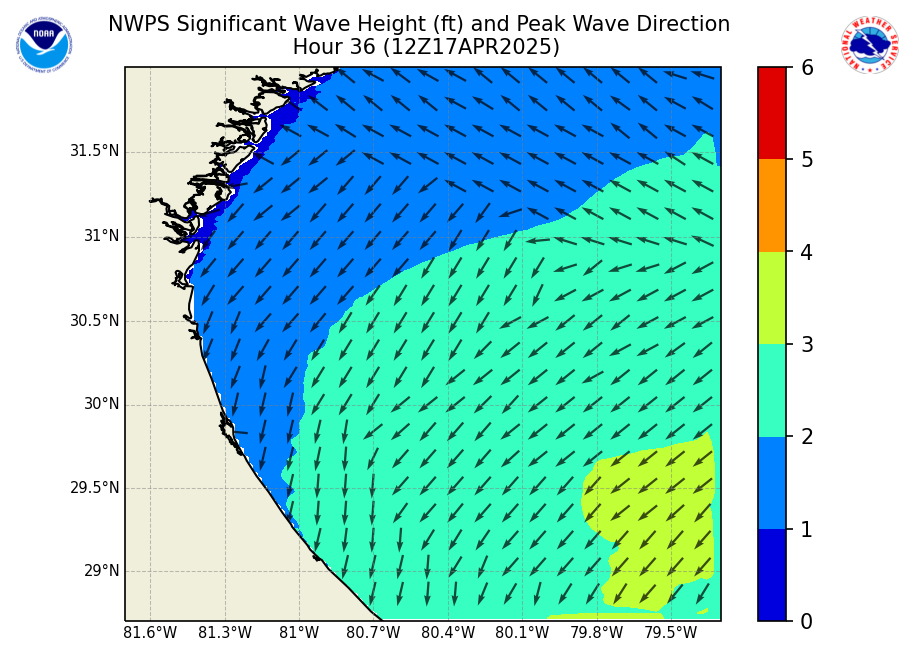 NWPS Significant Wave Height (ft) and Peak Wave Direction
Hour 36 (12Z17APR2025)
NOAA
NATIONAL WEATHER SERVICE
31.5°N
31°N
30.5°N
30°N
29.5°N
29°N
81.6°W 81.3°W 81°W 80.7°W 80.4°W 80.1°W 79.8°W 79.5°W
6
5
4
3
2
1
0